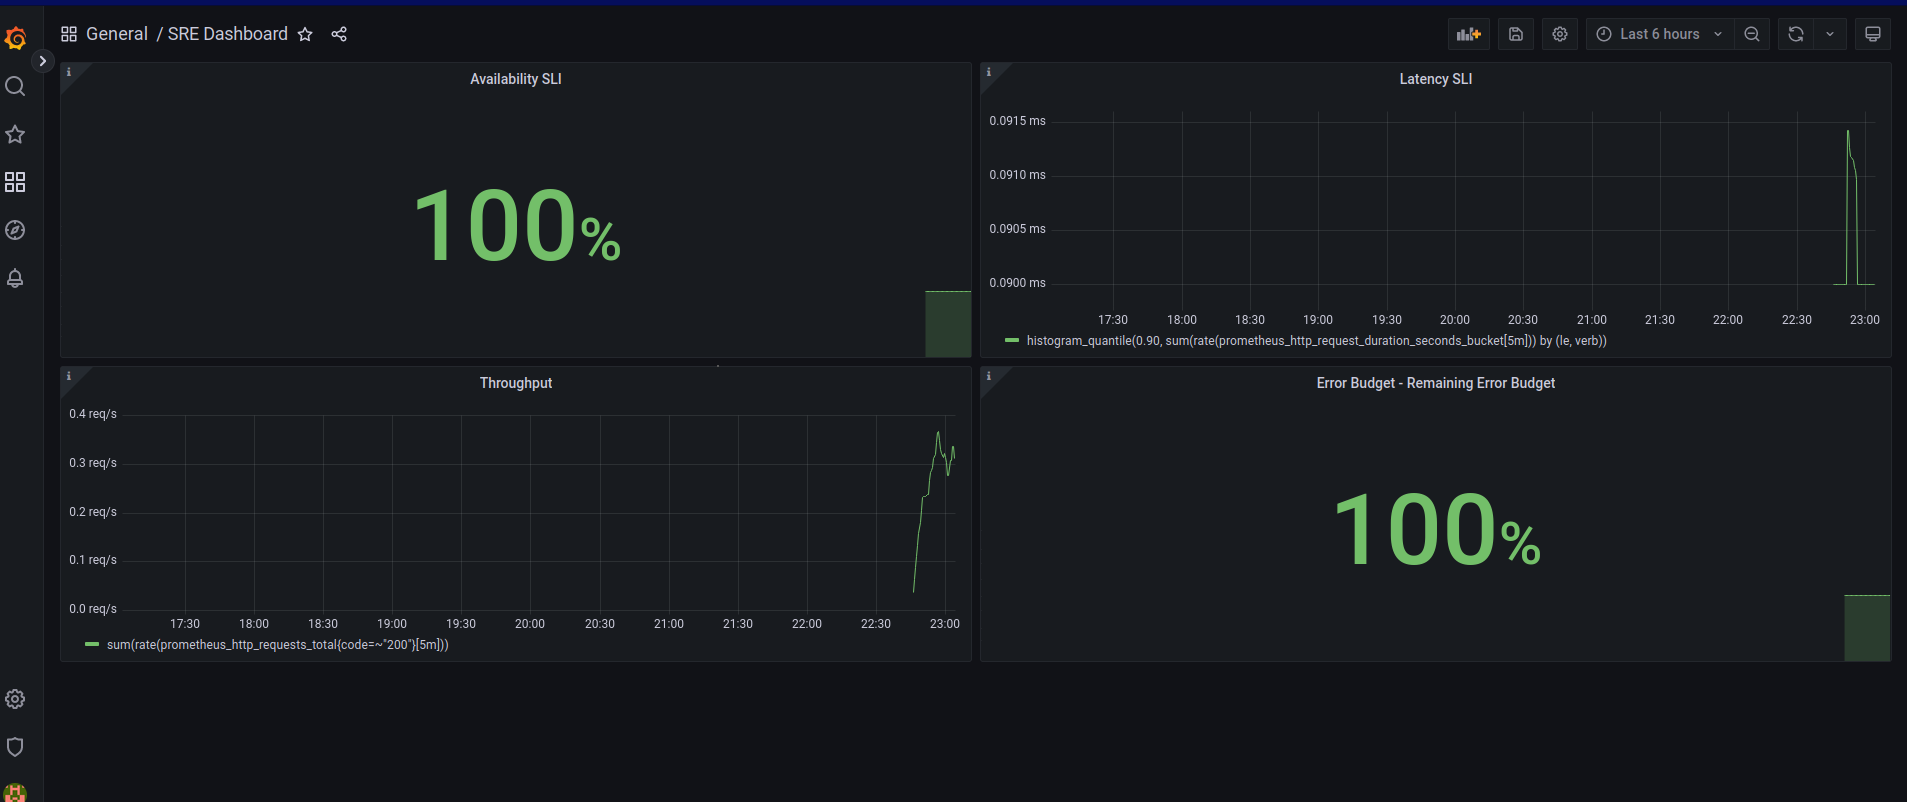 General / SRE Dashboard
Last 6 hours
i
Availability SLI
100%
i
Latency SLI
0.0915 ms
0.0910 ms
0.0905 ms
0.0900 ms
17:30 18:00 18:30 19:00 19:30 20:00 20:30 21:00 21:30 22:00 22:30 23:00
histogram_quantile(0.90, sum(rate(prometheus_http_request_duration_seconds_bucket[5m])) by (le, verb))
i
Throughput
0.4 req/s
0.3 req/s
0.2 req/s
0.1 req/s
0.0 req/s
17:30 18:00 18:30 19:00 19:30 20:00 20:30 21:00 21:30 22:00 22:30 23:00
sum(rate(prometheus_http_requests_total{code=~"200"}[5m]))
i
Error Budget - Remaining Error Budget
100%